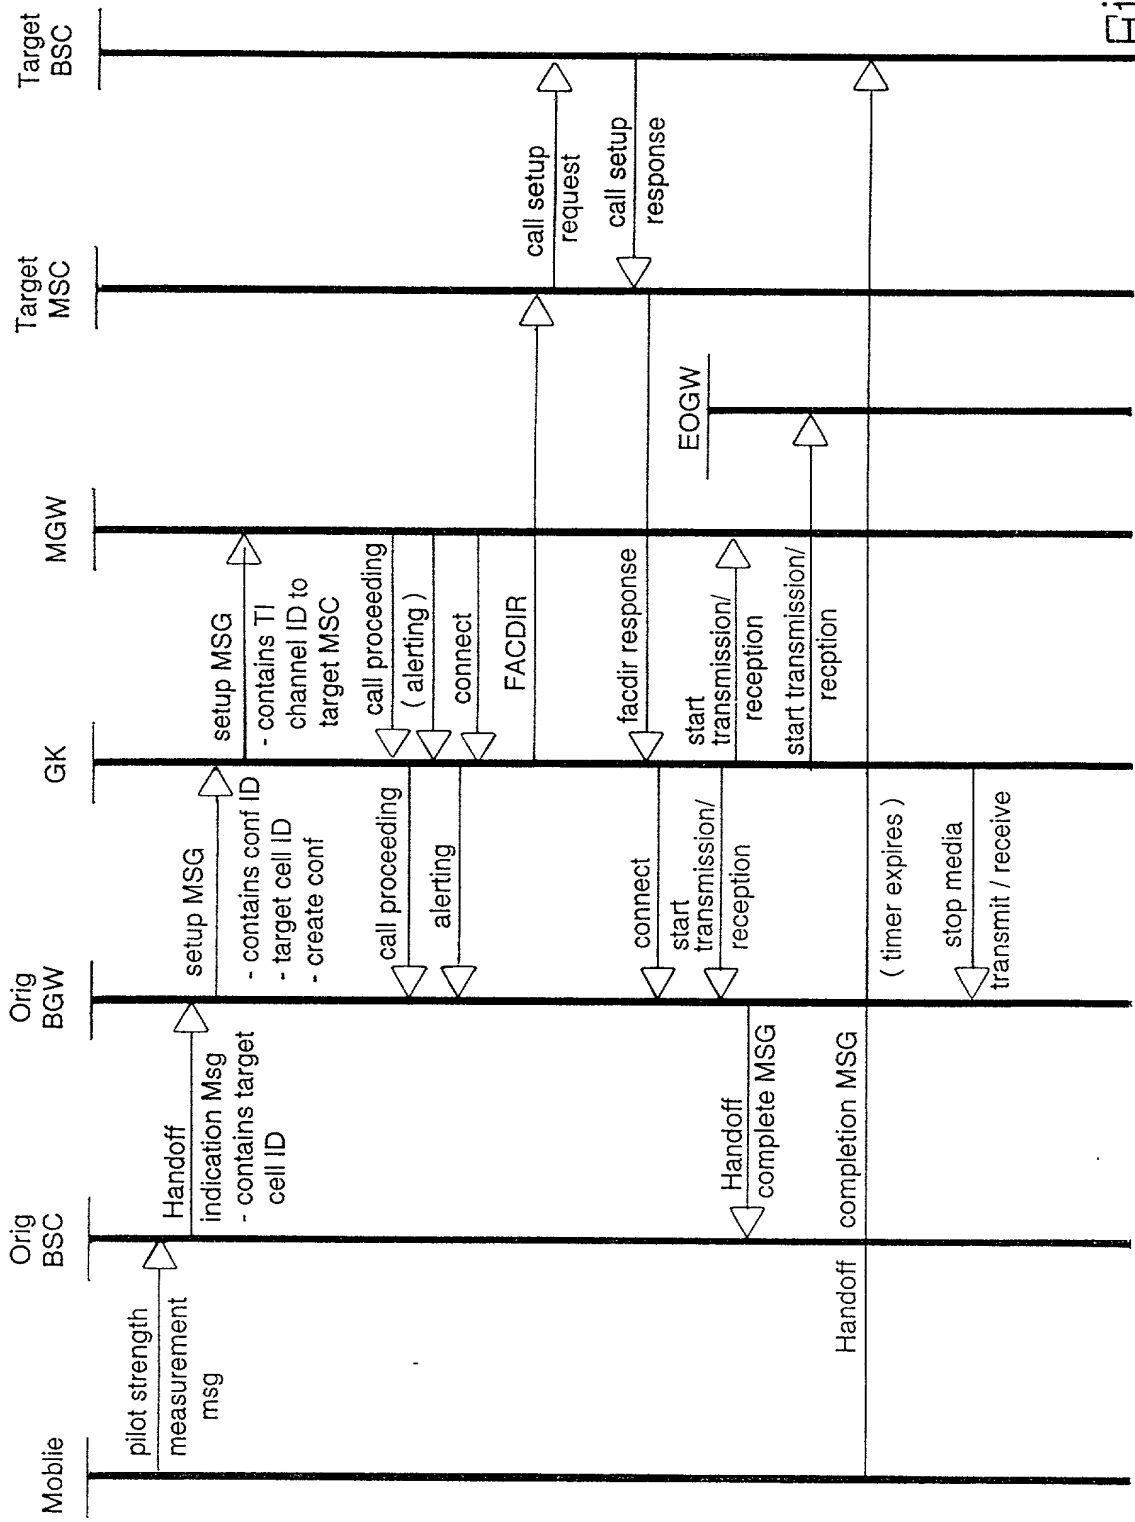 Moblie
Orig
BSC
Orig
BGW
GK
MGW
EOGW
Target
MSC
Target
BSC
pilot strength
measurement
msg
Handoff
indication Msg
- contains target
cell ID
setup MSG
- contains conf ID
- target cell ID
- create conf
setup MSG
- contains TI
channel ID to
target MSC
call proceeding
( alerting )
connect
call proceeding
alerting
FACDIR
call setup
request
call setup
response
facdir response
connect
start
transmission/
reception
start
transmission/
reception
Handoff
complete MSG
start transmission/
recption
Handoff completion MSG
( timer expires )
stop media
transmit / receive